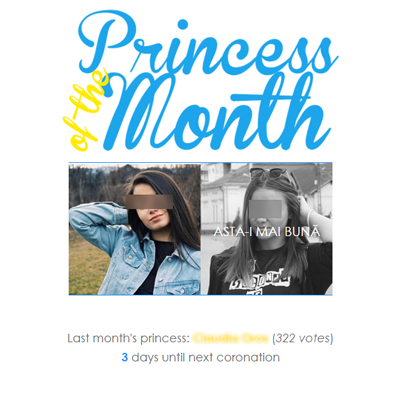 Princess
of the
Month
ASTA-I MAI BUNĂ
Last month's princess: (322 votes)
3 days until next coronation